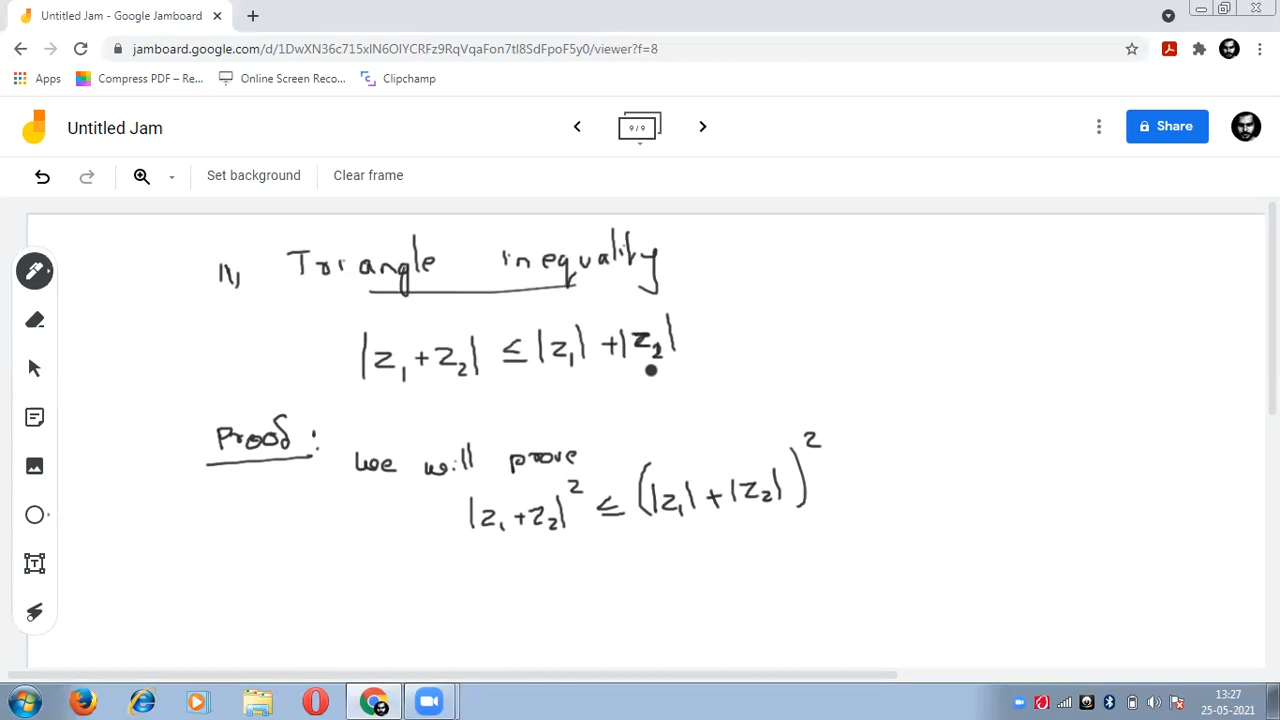 Untitled Jam - Google Jamboard
jamboard.google.com/d/1DwXN36c715xlN6OlYCRFz9RqVqaFon7tl8SdFpoF5y0/viewer?f=8
Apps Compress PDF – Re... Online Screen Reco... Clipchamp
Untitled Jam
9 / 9
Share
Set background Clear frame
Triangle inequality
|z₁ + z₂| ≤ |z₁| + |z₂|
Proof:
we will prove
|z₁ + z₂|² ≤ (|z₁| + |z₂|)²
13:27
25-05-2021